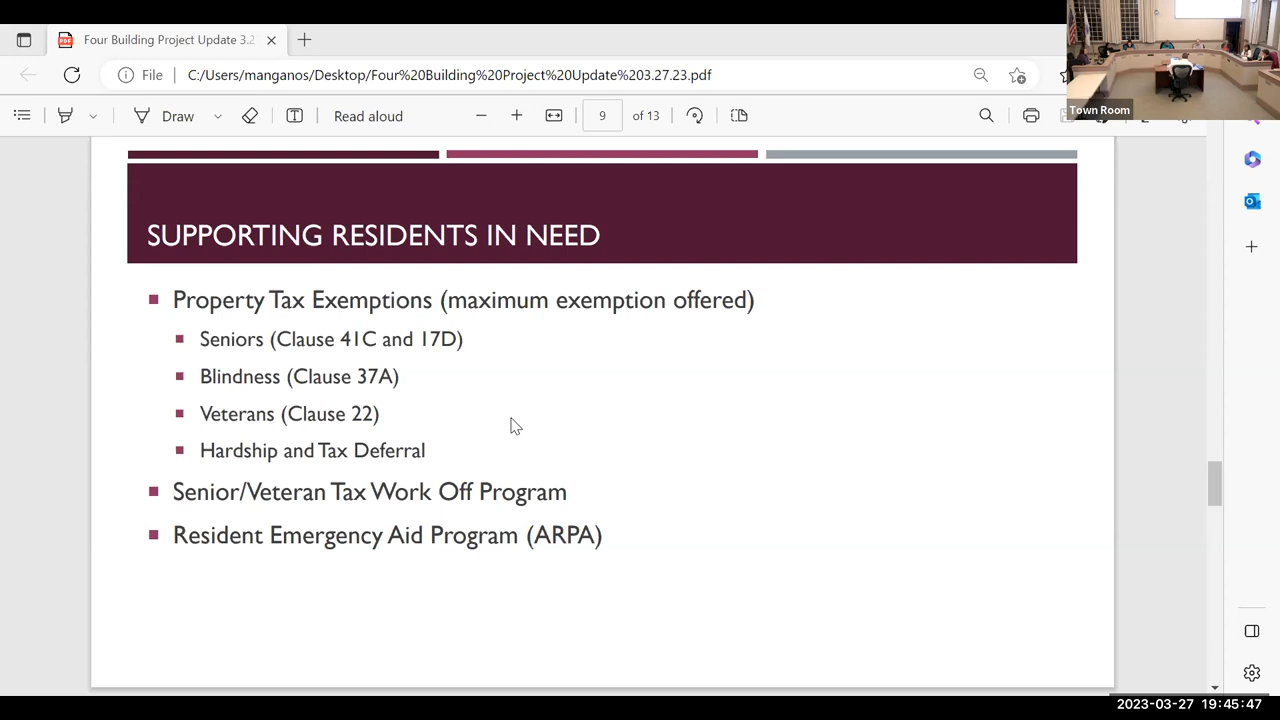 Four Building Project Update 3.2
File
C:/Users/manganos/Desktop/Four%20Building%20Project%20Update%203.27.23.pdf
Draw
Read aloud
9 of 13
Town Room
SUPPORTING RESIDENTS IN NEED
Property Tax Exemptions (maximum exemption offered)
Seniors (Clause 41C and 17D)
Blindness (Clause 37A)
Veterans (Clause 22)
Hardship and Tax Deferral
Senior/Veteran Tax Work Off Program
Resident Emergency Aid Program (ARPA)
2023-03-27 19:45:47